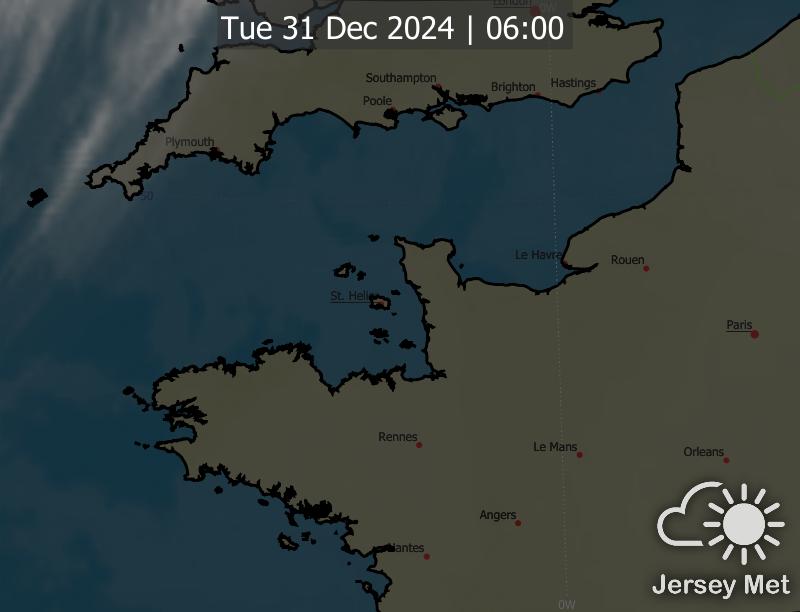 London
0W
Tue 31 Dec 2024 | 06:00
Southampton
Brighton
Hastings
Poole
Plymouth
50
Le Havre
Rouen
St. Helier
Paris
Rennes
Le Mans
Orleans
Angers
Nantes
Jersey Met
0W